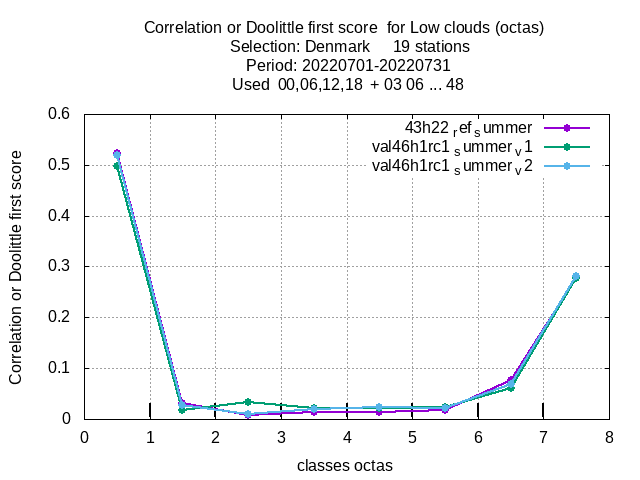 Correlation or Doolittle first score  for Low clouds (octas)
Selection: Denmark     19 stations
Period: 20220701-20220731
Used  00,06,12,18  + 03 06 ... 48
43h22 ref summer
val46h1rc1 summer v1
val46h1rc1 summer v2
Correlation or Doolittle first score
0.6
0.5
0.4
0.3
0.2
0.1
0
0 1 2 3 4 5 6 7 8
classes octas